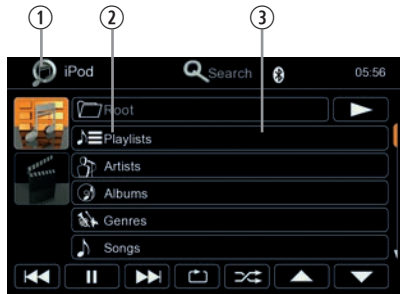 1 2 3
iPod Search 05:56
Root
Playlists
Artists
Albums
Genres
Songs